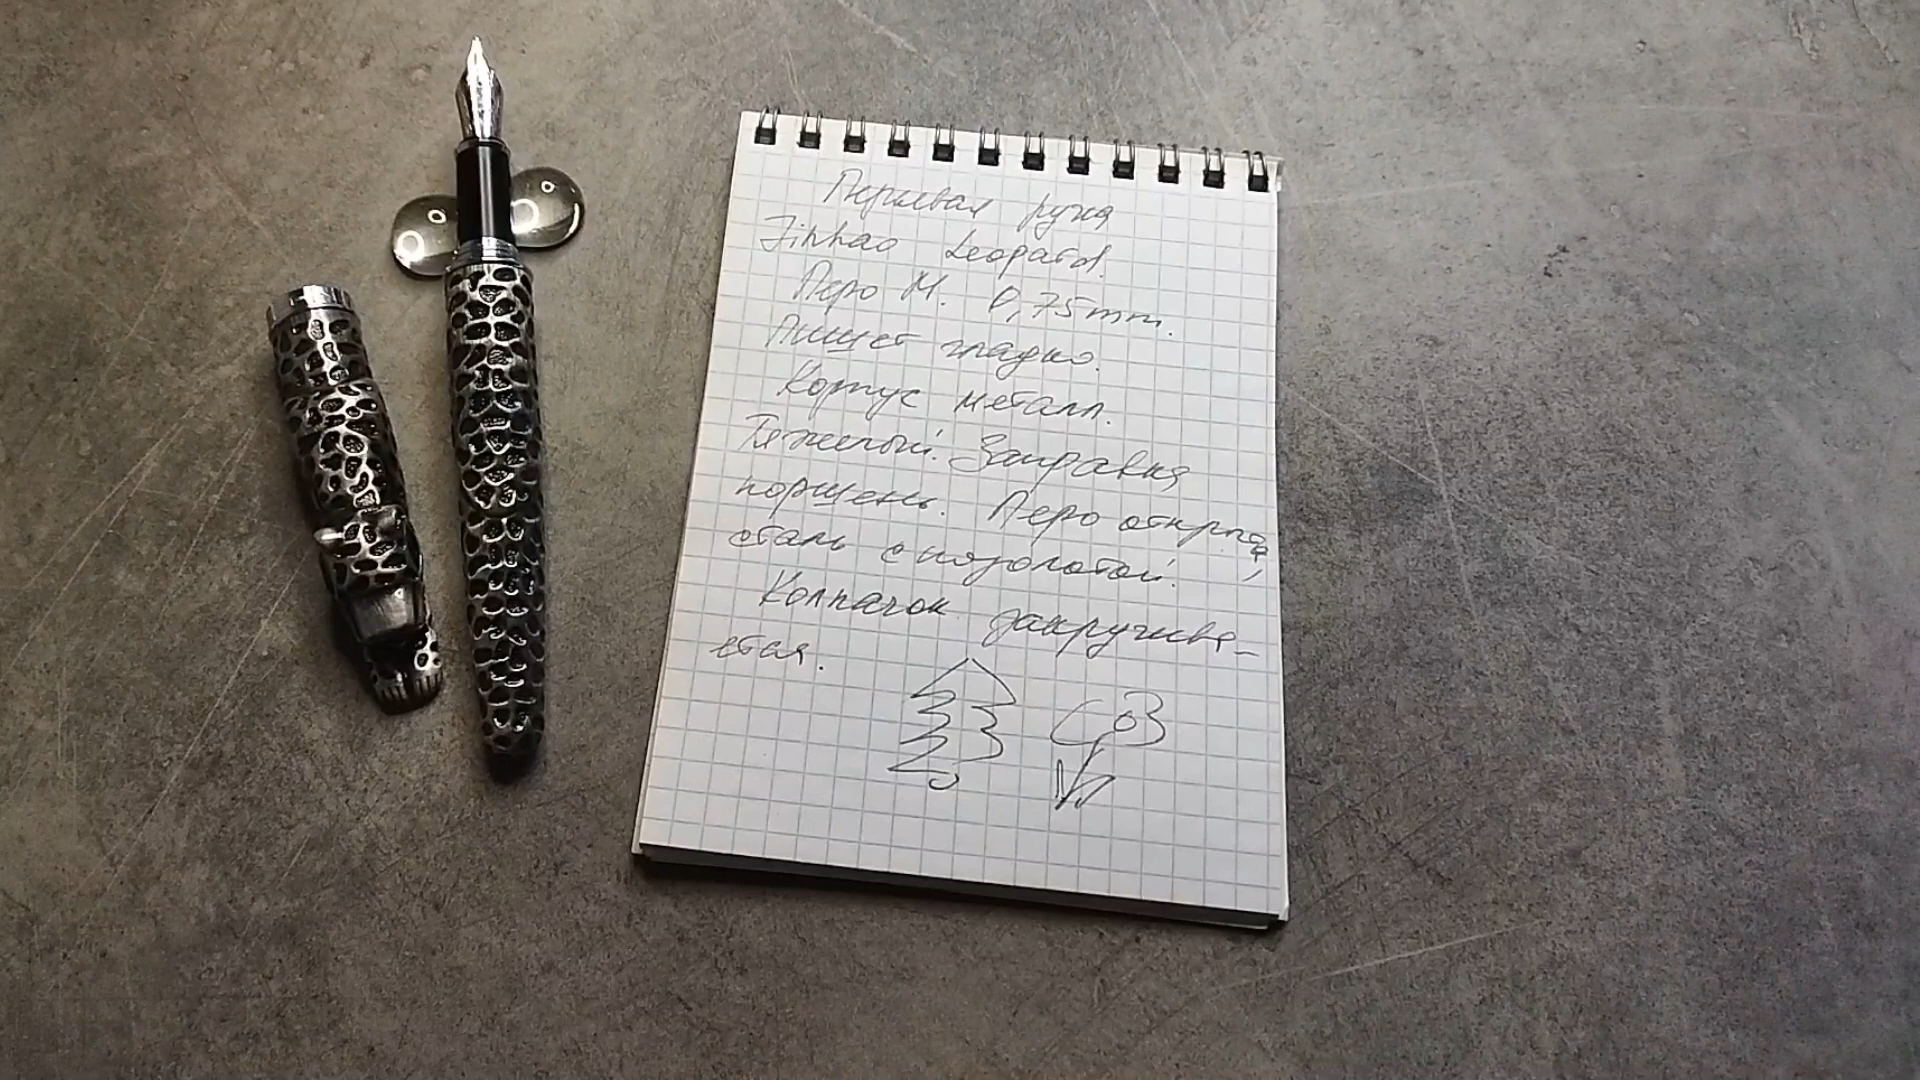 Перьевая ручка
Jinhao Leopard.
Перо М. 0,75mm.
Пишет гладко.
Корпус металл.
Тяжелый. Заправка
поршень. Перо открытое,
сталь с позолотой.
Колпачок закручива-
ется.